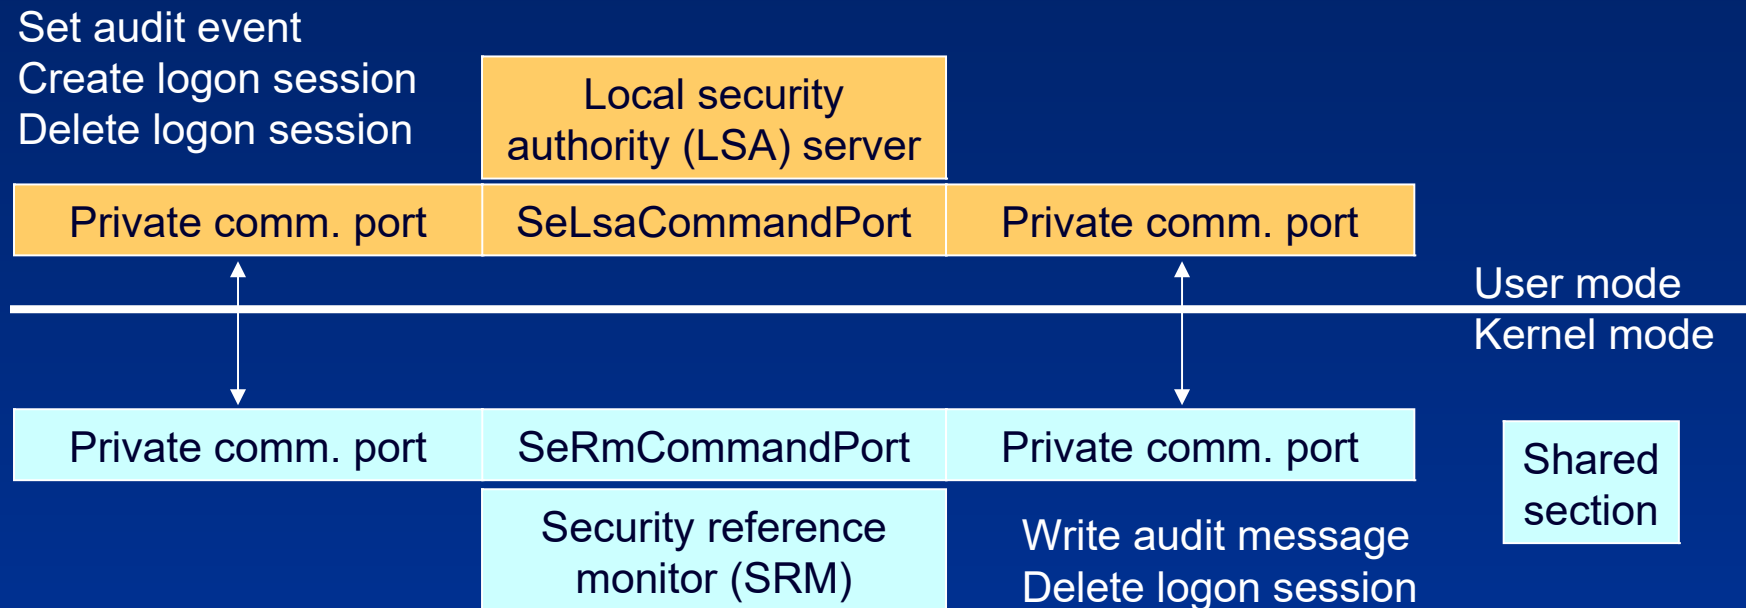 Set audit event
Create logon session
Delete logon session
Local security
authority (LSA) server
Private comm. port
SeLsaCommandPort
Private comm. port
User mode
Kernel mode
Private comm. port
SeRmCommandPort
Private comm. port
Shared
section
Security reference
monitor (SRM)
Write audit message
Delete logon session